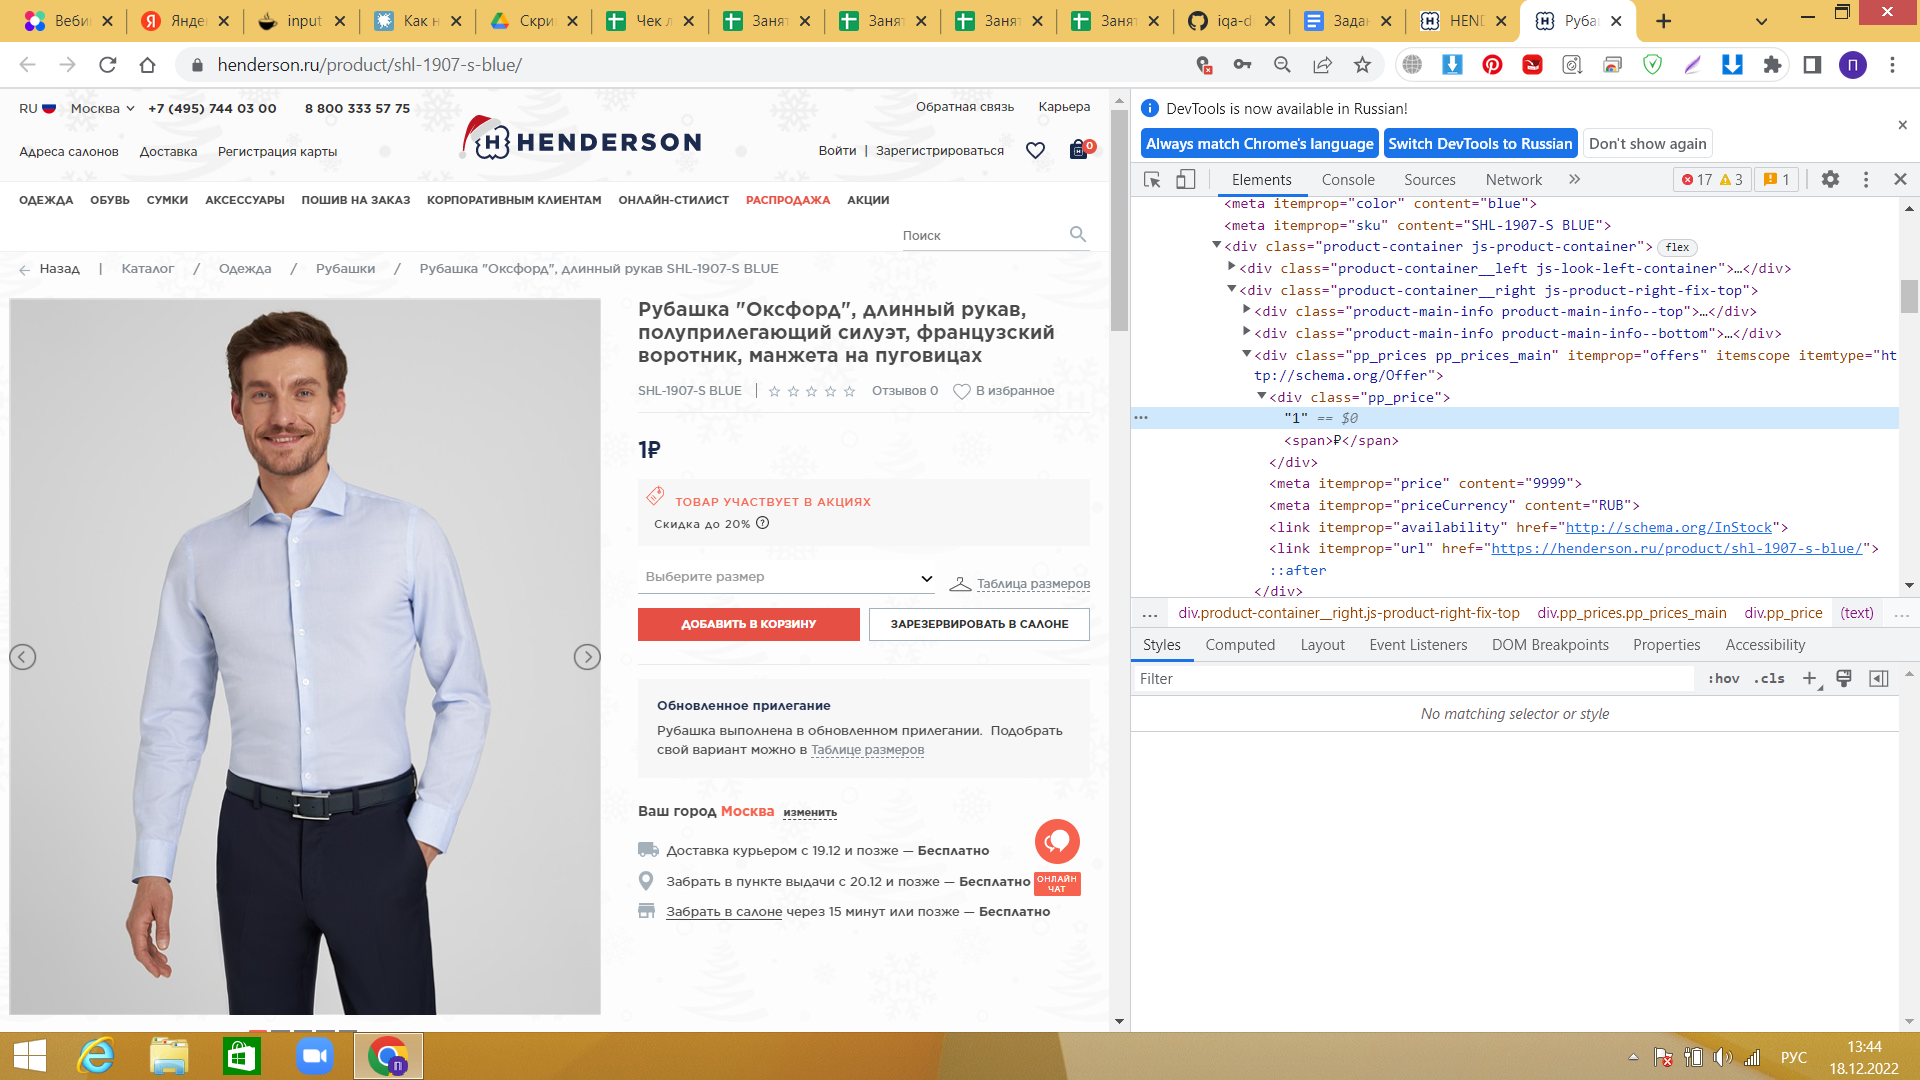 Вебин
Яндек
input
Как н
Скри
Чек л
Занят
Занят
Занят
Занят
iqa-d
Задан
HEND
Рубаш
henderson.ru/product/shl-1907-s-blue/
П
RU Москва +7 (495) 744 03 00 8 800 333 57 75
Обратная связь Карьера
HENDERSON
Адреса салонов Доставка Регистрация карты
Войти | Зарегистрироваться
0
ОДЕЖДА ОБУВЬ СУМКИ АКСЕССУАРЫ ПОШИВ НА ЗАКАЗ КОРПОРАТИВНЫМ КЛИЕНТАМ ОНЛАЙН-СТИЛИСТ РАСПРОДАЖА АКЦИИ
Поиск
Назад | Каталог / Одежда / Рубашки / Рубашка "Оксфорд", длинный рукав SHL-1907-S BLUE
Рубашка "Оксфорд", длинный рукав,
полуприлегающий силуэт, французский
воротник, манжета на пуговицах
SHL-1907-S BLUE | Отзывов 0 В избранное
1₽
ТОВАР УЧАСТВУЕТ В АКЦИЯХ
Скидка до 20% ?
Выберите размер
Таблица размеров
ДОБАВИТЬ В КОРЗИНУ
ЗАРЕЗЕРВИРОВАТЬ В САЛОНЕ
Обновленное прилегание
Рубашка выполнена в обновленном прилегании. Подобрать
свой вариант можно в Таблице размеров
Ваш город Москва изменить
Доставка курьером с 19.12 и позже — Бесплатно
Забрать в пункте выдачи с 20.12 и позже — Бесплатно
Забрать в салоне через 15 минут или позже — Бесплатно
ОНЛАЙН
ЧАТ
DevTools is now available in Russian!
Always match Chrome's language
Switch DevTools to Russian
Don't show again
Elements Console Sources Network » 17 3 1
<meta itemprop="color" content="blue">
<meta itemprop="sku" content="SHL-1907-S BLUE">
<div class="product-container js-product-container"> flex
<div class="product-container__left js-look-left-container">…</div>
<div class="product-container__right js-product-right-fix-top">
<div class="product-main-info product-main-info--top">…</div>
<div class="product-main-info product-main-info--bottom">…</div>
<div class="pp_prices pp_prices_main" itemprop="offers" itemscope itemtype="ht
tp://schema.org/Offer">
<div class="pp_price">
"1" == $0
<span>₽</span>
</div>
<meta itemprop="price" content="9999">
<meta itemprop="priceCurrency" content="RUB">
<link itemprop="availability" href="http://schema.org/InStock">
<link itemprop="url" href="https://henderson.ru/product/shl-1907-s-blue/">
::after
</div>
... div.product-container__right.js-product-right-fix-top div.pp_prices.pp_prices_main div.pp_price (text) ...
Styles Computed Layout Event Listeners DOM Breakpoints Properties Accessibility
Filter :hov .cls
No matching selector or style
П
РУС
13:44
18.12.2022